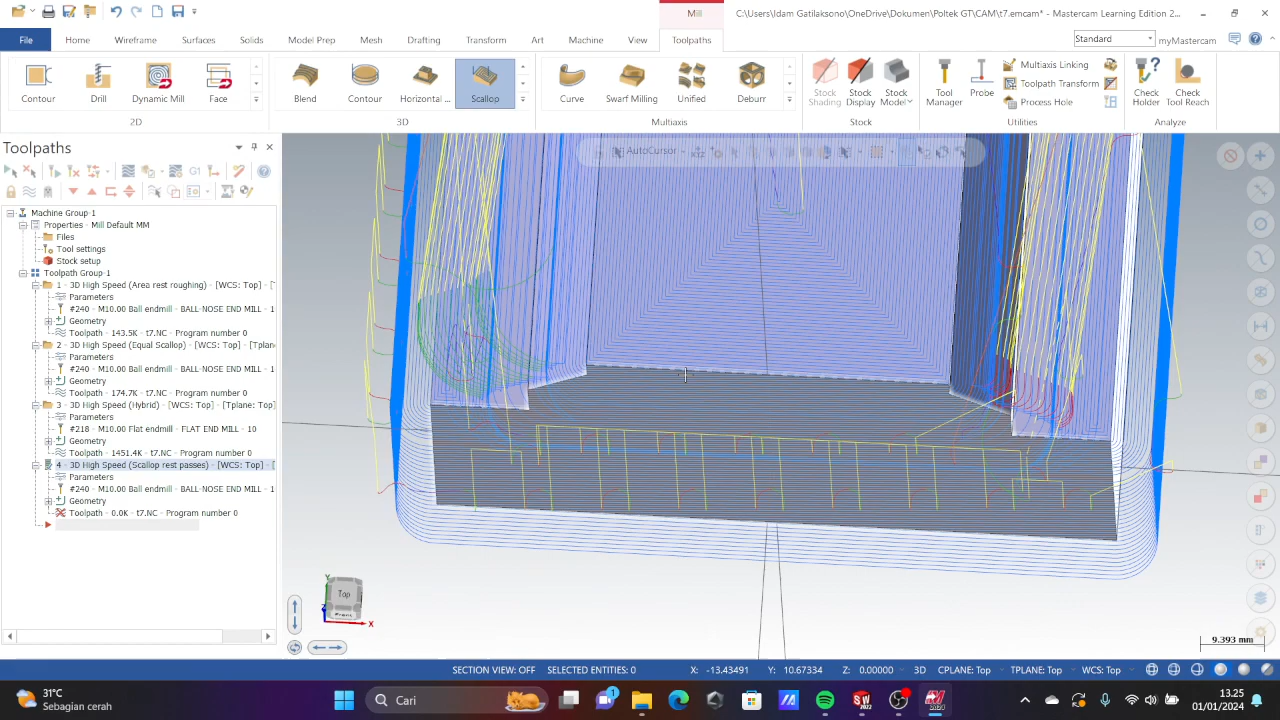 Mill
C:\Users\Idam Gatilaksono\OneDrive\Dokumen\Poltek GT\CAM\t7.emcam* - Mastercam Learning Edition 2...
File
Home
Wireframe
Surfaces
Solids
Model Prep
Mesh
Drafting
Transform
Art
Machine
View
Toolpaths
Standard
myMastercam
Contour
Drill
Dynamic Mill
Face
Blend
Contour
Horizontal ...
Scallop
Curve
Swarf Milling
Unified
Deburr
Stock Shading
Stock Display
Stock Model
Tool Manager
Probe
Multiaxis Linking
Toolpath Transform
Process Hole
Check Holder
Check Tool Reach
2D
3D
Multiaxis
Stock
Utilities
Analyze
Toolpaths
AutoCursor
G1
Machine Group-1
Properties - Mill Default MM
Files
Tool settings
Stock setup
Toolpath Group-1
1 - 3D High Speed (Area rest roughing) - [WCS: Top] - [T
Parameters
#240 - M10.00 Ball endmill - BALL-NOSE END MILL - 1
Geometry
Toolpath - 143.5K - t7.NC - Program number 0
2 - 3D High Speed (Equal Scallop) - [WCS: Top] - [Tplane
Parameters
#240 - M10.00 Ball endmill - BALL-NOSE END MILL - 1
Geometry
Toolpath - 174.7K - t7.NC - Program number 0
3 - 3D High Speed (Hybrid) - [WCS: Top] - [Tplane: Top]
Parameters
#218 - M10.00 Flat endmill - FLAT END MILL - 10
Geometry
Toolpath - 1451.4K - t7.NC - Program number 0
4 - 3D High Speed (Scallop rest passes) - [WCS: Top] - [
Parameters
#240 - M10.00 Ball endmill - BALL-NOSE END MILL - 1
Geometry
Toolpath - 0.0K - t7.NC - Program number 0
Top
Front
Y
Z
X
9.393 mm
SECTION VIEW: OFF
SELECTED ENTITIES: 0
X: -13.43491
Y: 10.67334
Z: 0.00000
3D
CPLANE: Top
TPLANE: Top
WCS: Top
31°C
Sebagian cerah
Cari
1
13.25
01/01/2024